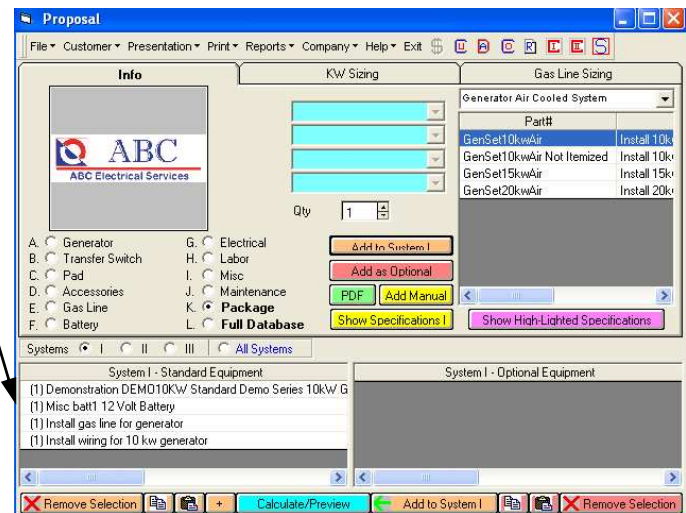 Proposal
File Customer Presentation Print Reports Company Help Exit
Info KW Sizing Gas Line Sizing
ABC
ABC Electrical Services
Generator Air Cooled System
Part#
GenSet10kwAir Install 10k
GenSet10kwAir Not Itemized Install 10k
GenSet15kwAir Install 15k
GenSet20kwAir Install 20k
Qty 1
A. Generator G. Electrical
B. Transfer Switch H. Labor
C. Pad I. Misc
D. Accessories J. Maintenance
E. Gas Line K. Package
F. Battery L. Full Database
Add to System I
Add as Optional
PDF Add Manual
Show Specifications I Show High-Lighted Specifications
Systems I II III All Systems
System I - Standard Equipment System I - Optional Equipment
(1) Demonstration DEMO10KW Standard Demo Series 10kW G
(1) Misc batt1 12 Volt Battery
(1) Install gas line for generator
(1) Install wiring for 10 kw generator
Remove Selection + Calculate/Preview Add to System I Remove Selection